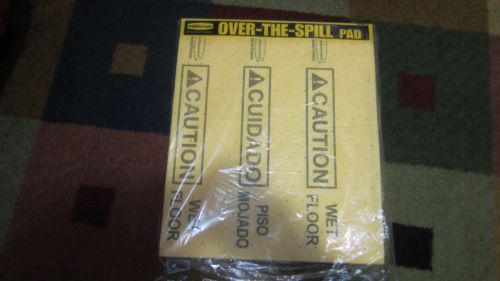 OVER-THE-SPILL PAD
CAUTION
WET
FLOOR
CUIDADO
PISO
MOJADO
CAUTION
WET
FLOOR